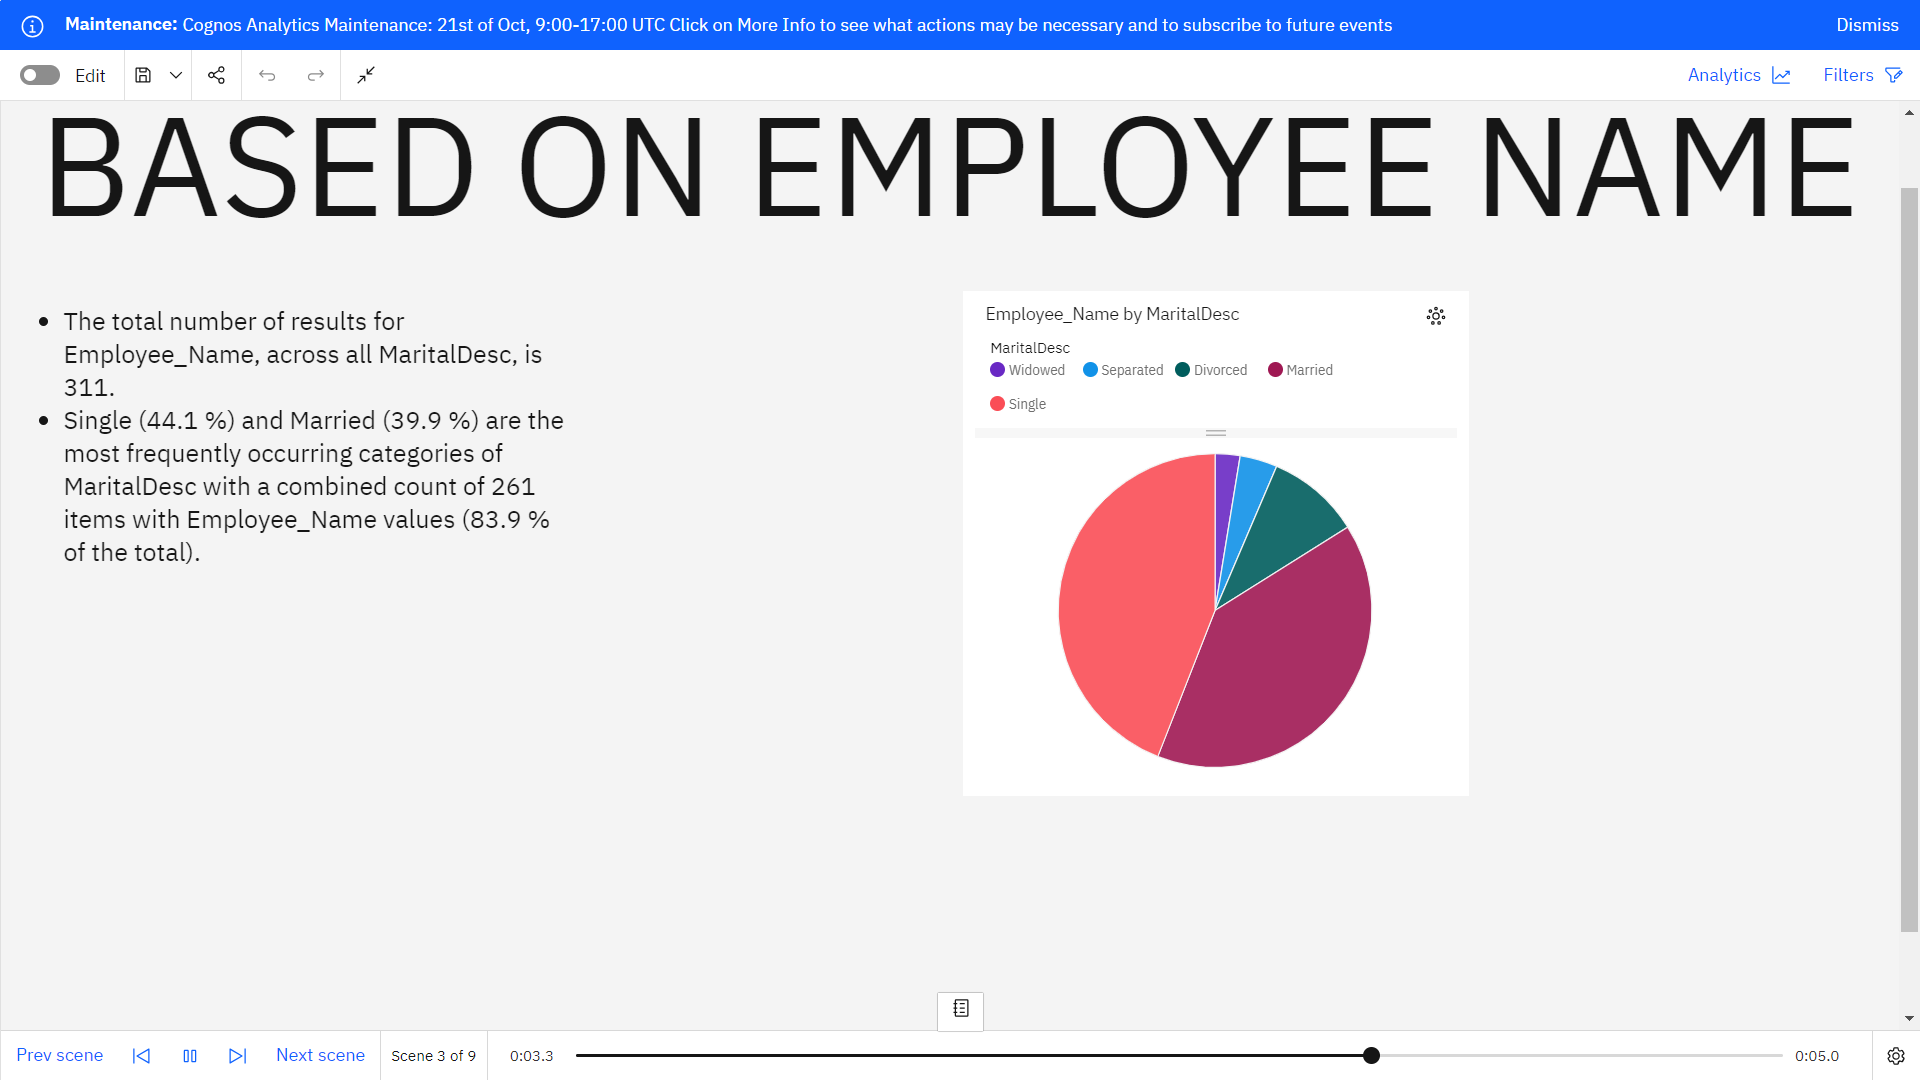 Maintenance: Cognos Analytics Maintenance: 21st of Oct, 9:00-17:00 UTC Click on More Info to see what actions may be necessary and to subscribe to future events
Dismiss
Edit
Analytics
Filters
BASED ON EMPLOYEE NAME
• The total number of results for
Employee_Name, across all MaritalDesc, is
311.
• Single (44.1 %) and Married (39.9 %) are the
most frequently occurring categories of
MaritalDesc with a combined count of 261
items with Employee_Name values (83.9 %
of the total).
Employee_Name by MaritalDesc
MaritalDesc
Widowed Separated Divorced Married
Single
Prev scene
Next scene
Scene 3 of 9
0:03.3
0:05.0